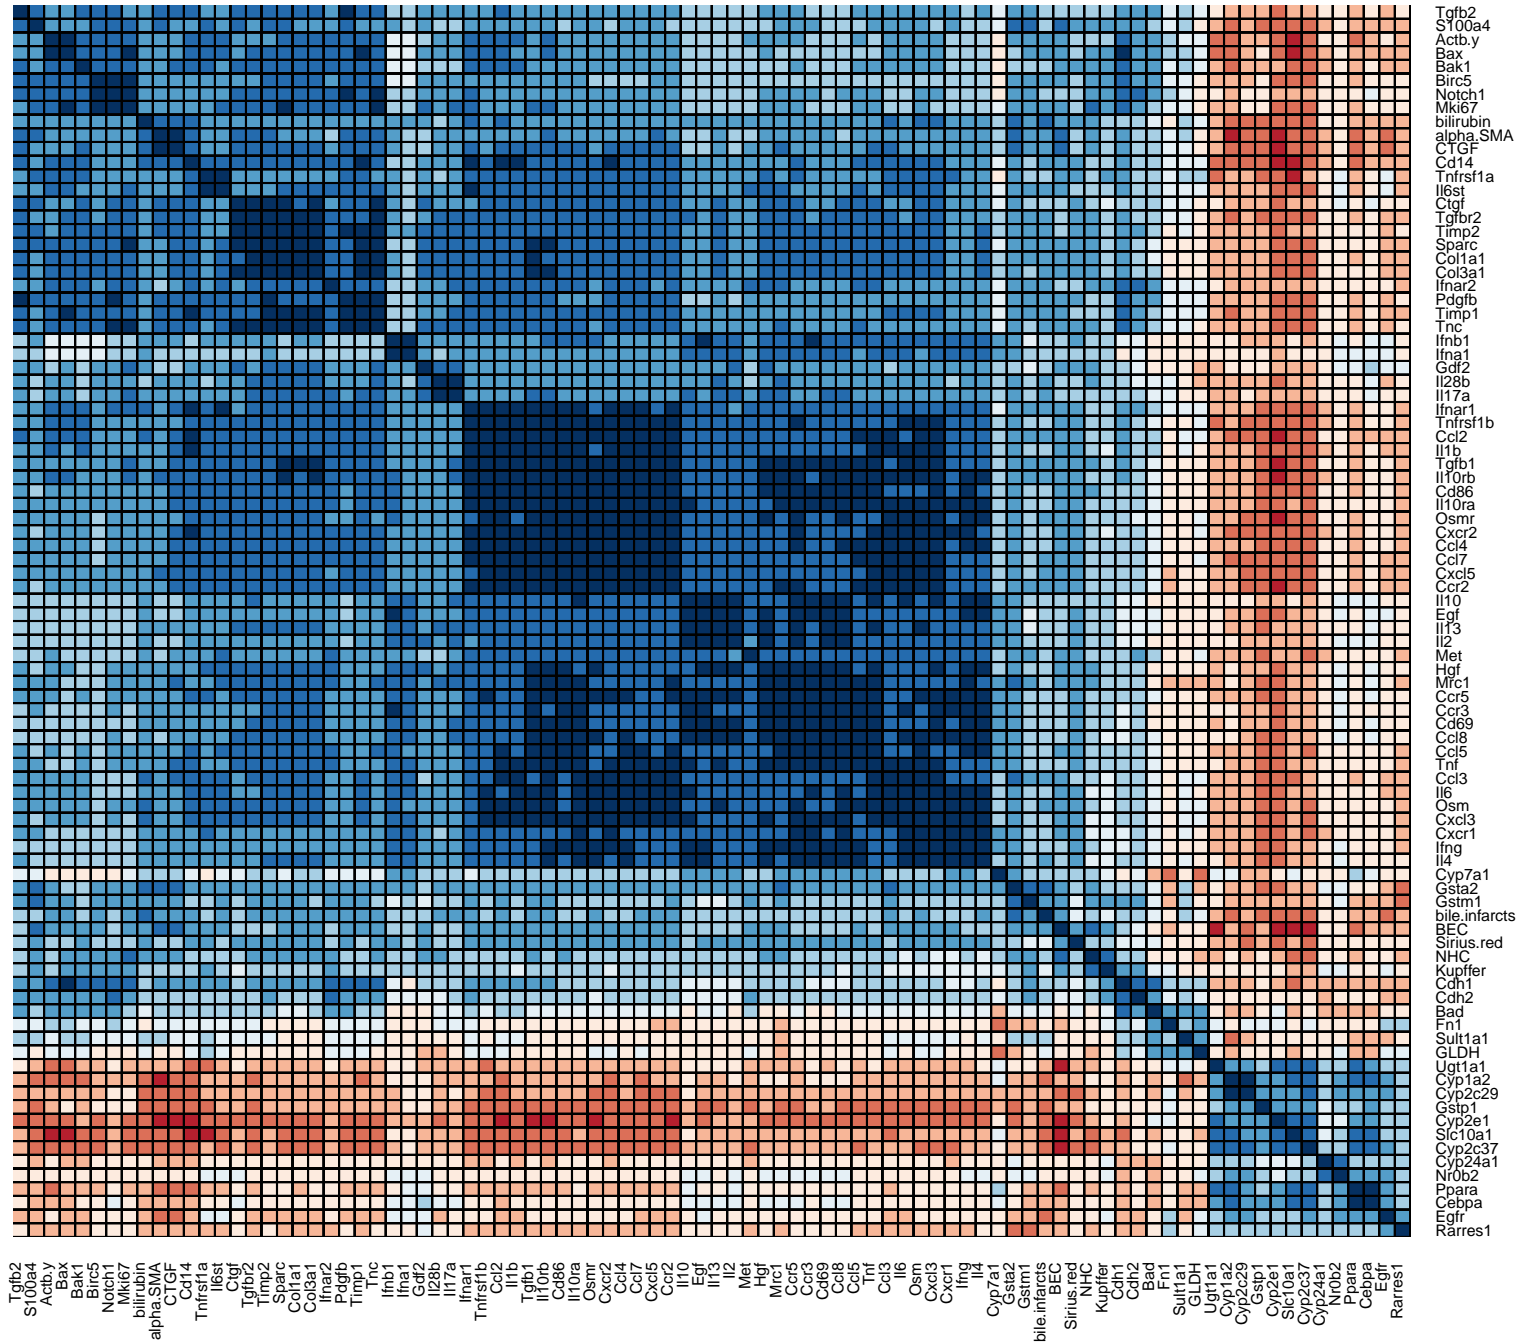 Tgfb2
S100a4
Actb.y
Bax
Bak1
Birc5
Notch1
Mki67
bilirubin
alpha.SMA
CTGF
Cd14
Tnfrsf1a
Il6st
Ctgf
Tgfbr2
Timp2
Sparc
Col1a1
Col3a1
Ifnar2
Pdgfb
Timp1
Tnc
Ifnb1
Ifna1
Gdf2
Il28b
Il17a
Ifnar1
Tnfrsf1b
Ccl2
Il1b
Tgfb1
Il10rb
Cd86
Il10ra
Osmr
Cxcr2
Ccl4
Ccl7
Cxcl5
Ccr2
Il10
Egf
Il13
Il2
Met
Hgf
Mrc1
Ccr5
Ccr3
Cd69
Ccl8
Ccl5
Tnf
Ccl3
Il6
Osm
Cxcl3
Cxcr1
Ifng
Il4
Cyp7a1
Gsta2
Gstm1
bile.infarcts
BEC
Sirius.red
NHC
Kupffer
Cdh1
Cdh2
Bad
Fn1
Sult1a1
GLDH
Ugt1a1
Cyp1a2
Cyp2c29
Gstp1
Cyp2e1
Slc10a1
Cyp2c37
Cyp24a1
Nr0b2
Ppara
Cebpa
Egfr
Rarres1
Tgfb2
S100a4
Actb.y
Bax
Bak1
Birc5
Notch1
Mki67
bilirubin
alpha.SMA
CTGF
Cd14
Tnfrsf1a
Il6st
Ctgf
Tgfbr2
Timp2
Sparc
Col1a1
Col3a1
Ifnar2
Pdgfb
Timp1
Tnc
Ifnb1
Ifna1
Gdf2
Il28b
Il17a
Ifnar1
Tnfrsf1b
Ccl2
Il1b
Tgfb1
Il10rb
Cd86
Il10ra
Osmr
Cxcr2
Ccl4
Ccl7
Cxcl5
Ccr2
Il10
Egf
Il13
Il2
Met
Hgf
Mrc1
Ccr5
Ccr3
Cd69
Ccl8
Ccl5
Tnf
Ccl3
Il6
Osm
Cxcl3
Cxcr1
Ifng
Il4
Cyp7a1
Gsta2
Gstm1
bile.infarcts
BEC
Sirius.red
NHC
Kupffer
Cdh1
Cdh2
Bad
Fn1
Sult1a1
GLDH
Ugt1a1
Cyp1a2
Cyp2c29
Gstp1
Cyp2e1
Slc10a1
Cyp2c37
Cyp24a1
Nr0b2
Ppara
Cebpa
Egfr
Rarres1